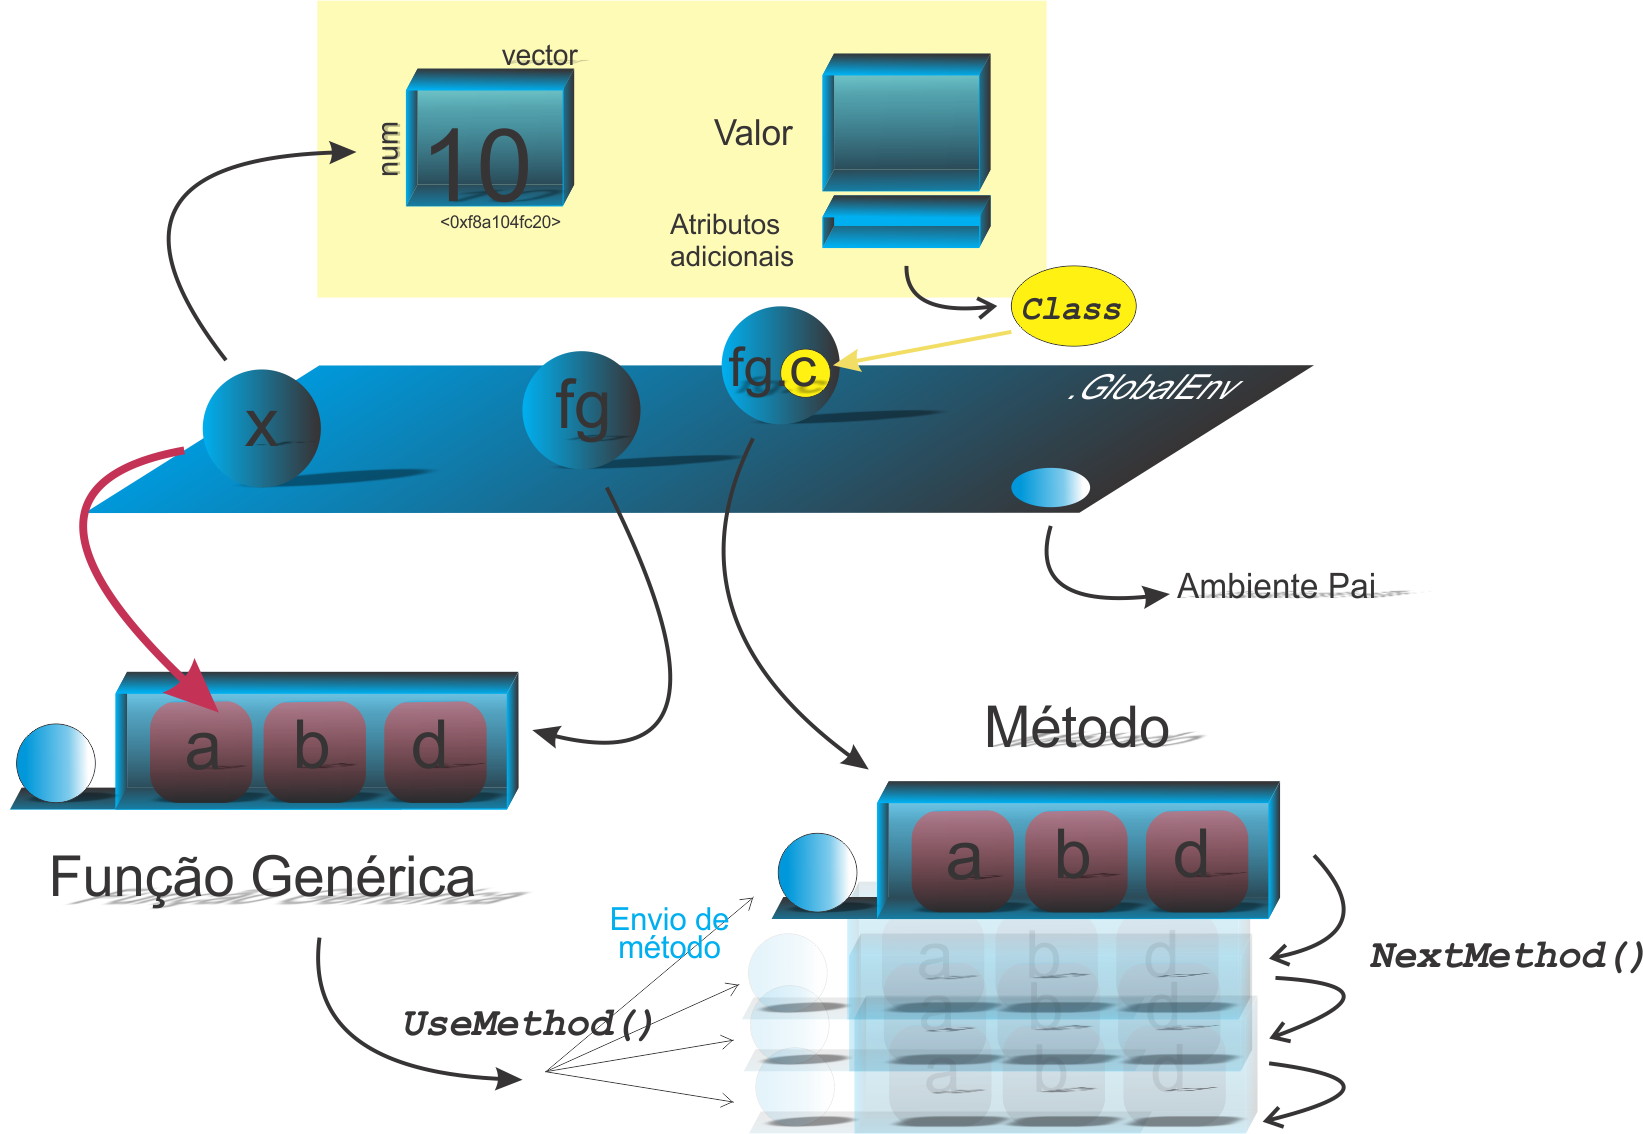 vector
num
10
<0xf8a104fc20>
Valor
Atributos
adicionais
Class
x
fg
fg.c
.GlobalEnv
Ambiente Pai
a b d
Função Genérica
Método
a b d
Envio de
método
UseMethod()
NextMethod()
a b d
a b d
a b d